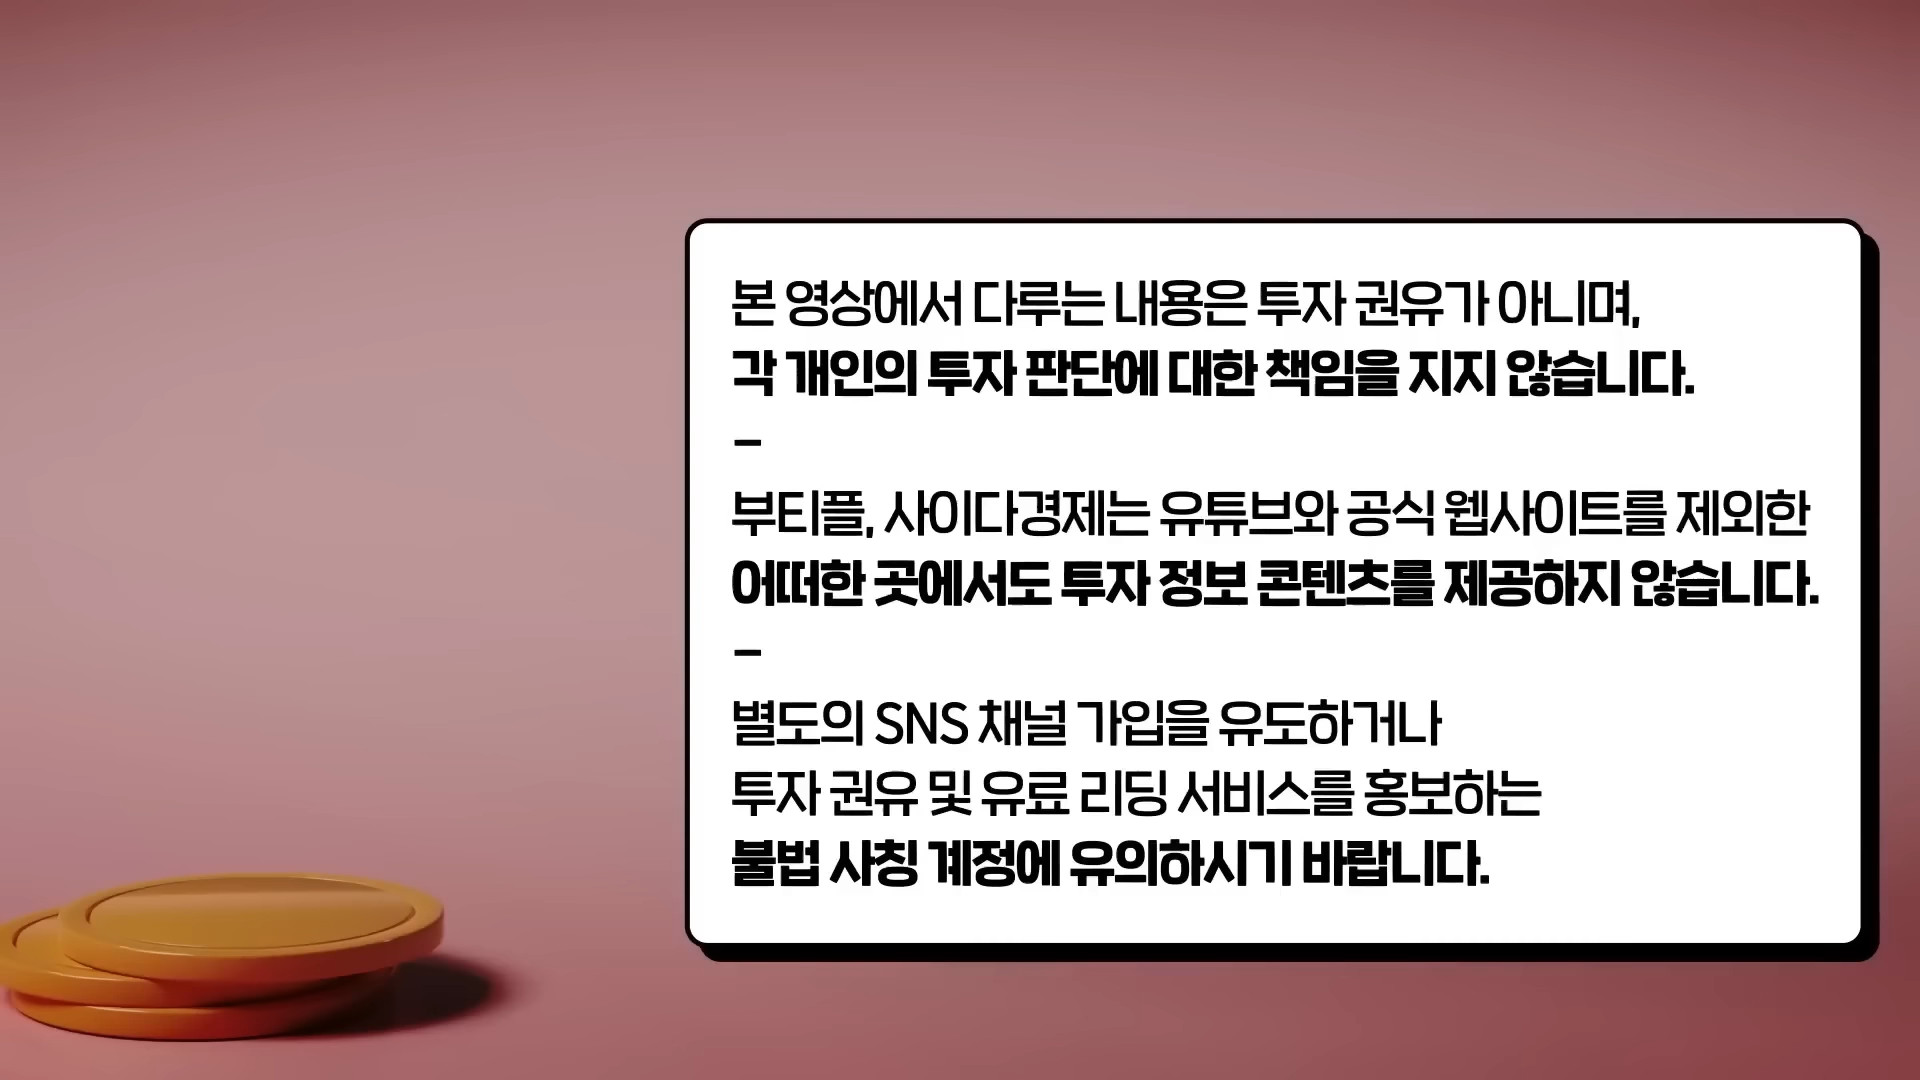 본 영상에서 다루는 내용은 투자 권유가 아니며,
각 개인의 투자 판단에 대한 책임을 지지 않습니다.
–
부티플, 사이다경제는 유튜브와 공식 웹사이트를 제외한
어떠한 곳에서도 투자 정보 콘텐츠를 제공하지 않습니다.
–
별도의 SNS 채널 가입을 유도하거나
투자 권유 및 유료 리딩 서비스를 홍보하는
불법 사칭 계정에 유의하시기 바랍니다.